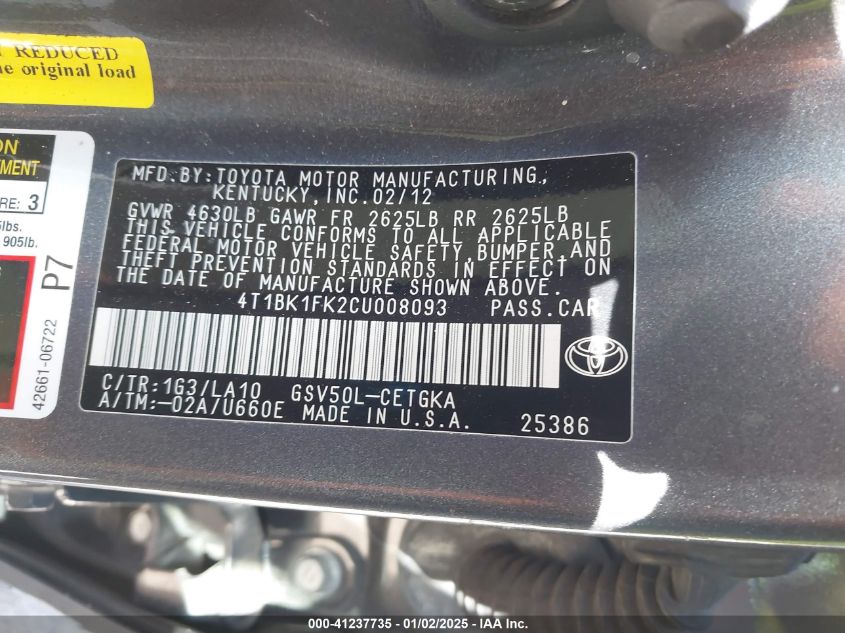 REDUCED
e original load
ON
TMENT
RE: 3
lbs.
905lb.
P7
42661-06722
MFD. BY: TOYOTA MOTOR MANUFACTURING.,
KENTUCKY, INC. 02/12
GVWR 4630LB GAWR FR 2625LB RR 2625LB
THIS VEHICLE CONFORMS TO ALL APPLICABLE
FEDERAL MOTOR VEHICLE SAFETY, BUMPER, AND
THEFT PREVENTION STANDARDS IN EFFECT ON
THE DATE OF MANUFACTURE SHOWN ABOVE.
4T1BK1FK2CU008093 PASS. CAR
C/TR: 1G3/LA10 GSV50L-CETGKA
A/TM: -02A/U660E MADE IN U.S.A. 25386
000-41237735 - 01/02/2025 - IAA Inc.